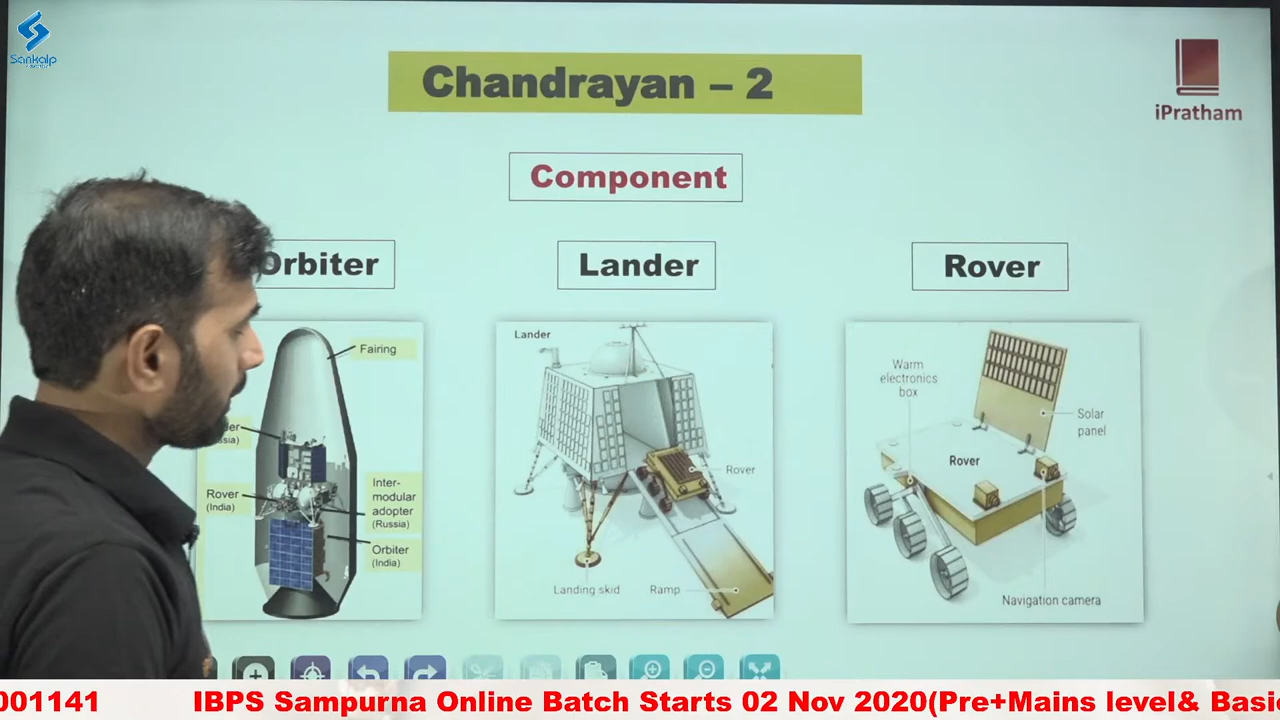 Sankalp
Chandrayan – 2
iPratham
Component
Orbiter
Lander
Rover
Fairing
Rover
(India)
Inter-
modular
adopter
(Russia)
Orbiter
(India)
Lander
Rover
Landing skid
Ramp
Warm
electronics
box
Solar
panel
Rover
Navigation camera
001141 IBPS Sampurna Online Batch Starts 02 Nov 2020(Pre+Mains level& Basic